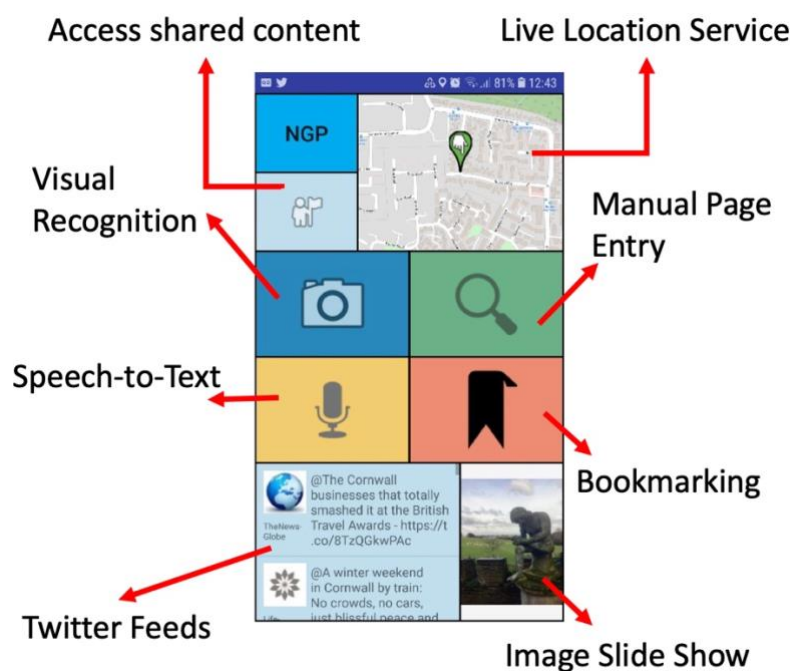 Access shared content
Live Location Service
81% 12:43
NGP
Visual
Recognition
Manual Page
Entry
Speech-to-Text
Bookmarking
@The Cornwall
businesses that totally
smashed it at the British
Travel Awards - https://t
.co/8TzQGkwPAc
TheNews-
Globe
@A winter weekend
in Cornwall by train:
No crowds, no cars,
just blissful peace and
Twitter Feeds
Image Slide Show